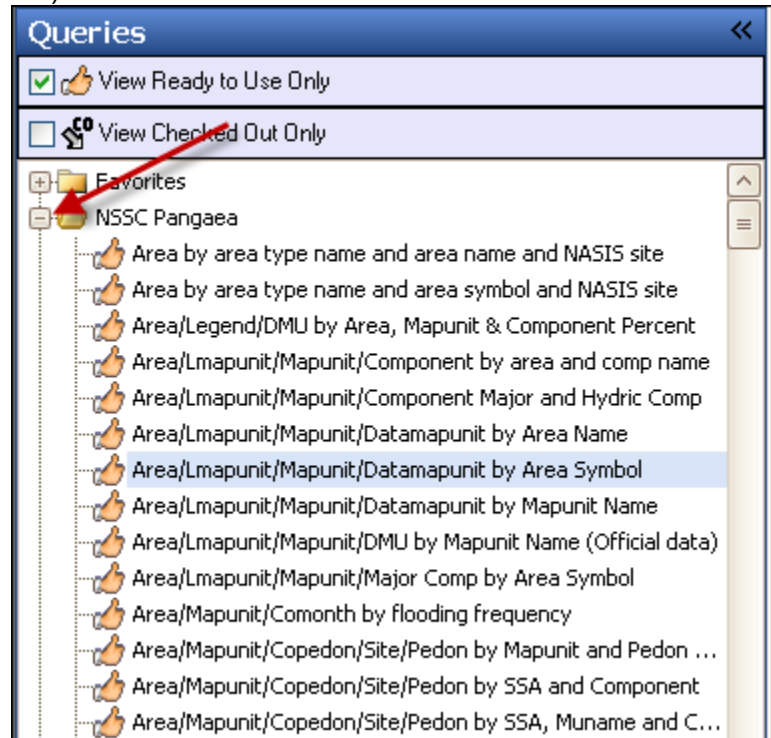 Queries
View Ready to Use Only
CO View Checked Out Only
Favorites
NSSC Pangaea
Area by area type name and area name and NASIS site
Area by area type name and area symbol and NASIS site
Area/Legend/DMU by Area, Mapunit & Component Percent
Area/Lmapunit/Mapunit/Component by area and comp name
Area/Lmapunit/Mapunit/Component Major and Hydric Comp
Area/Lmapunit/Mapunit/Datamapunit by Area Name
Area/Lmapunit/Mapunit/Datamapunit by Area Symbol
Area/Lmapunit/Mapunit/Datamapunit by Mapunit Name
Area/Lmapunit/Mapunit/DMU by Mapunit Name (Official data)
Area/Lmapunit/Mapunit/Major Comp by Area Symbol
Area/Mapunit/Comonth by flooding frequency
Area/Mapunit/Copedon/Site/Pedon by Mapunit and Pedon ...
Area/Mapunit/Copedon/Site/Pedon by SSA and Component
Area/Mapunit/Copedon/Site/Pedon by SSA, Muname and C...